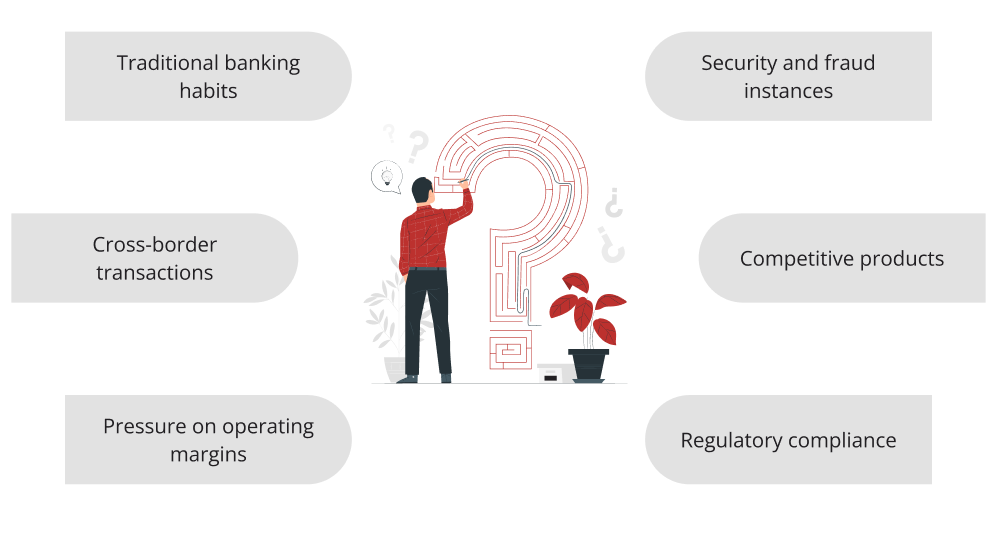 Traditional banking
habits
Security and fraud
instances
Cross-border
transactions
Competitive products
Pressure on operating
margins
Regulatory compliance